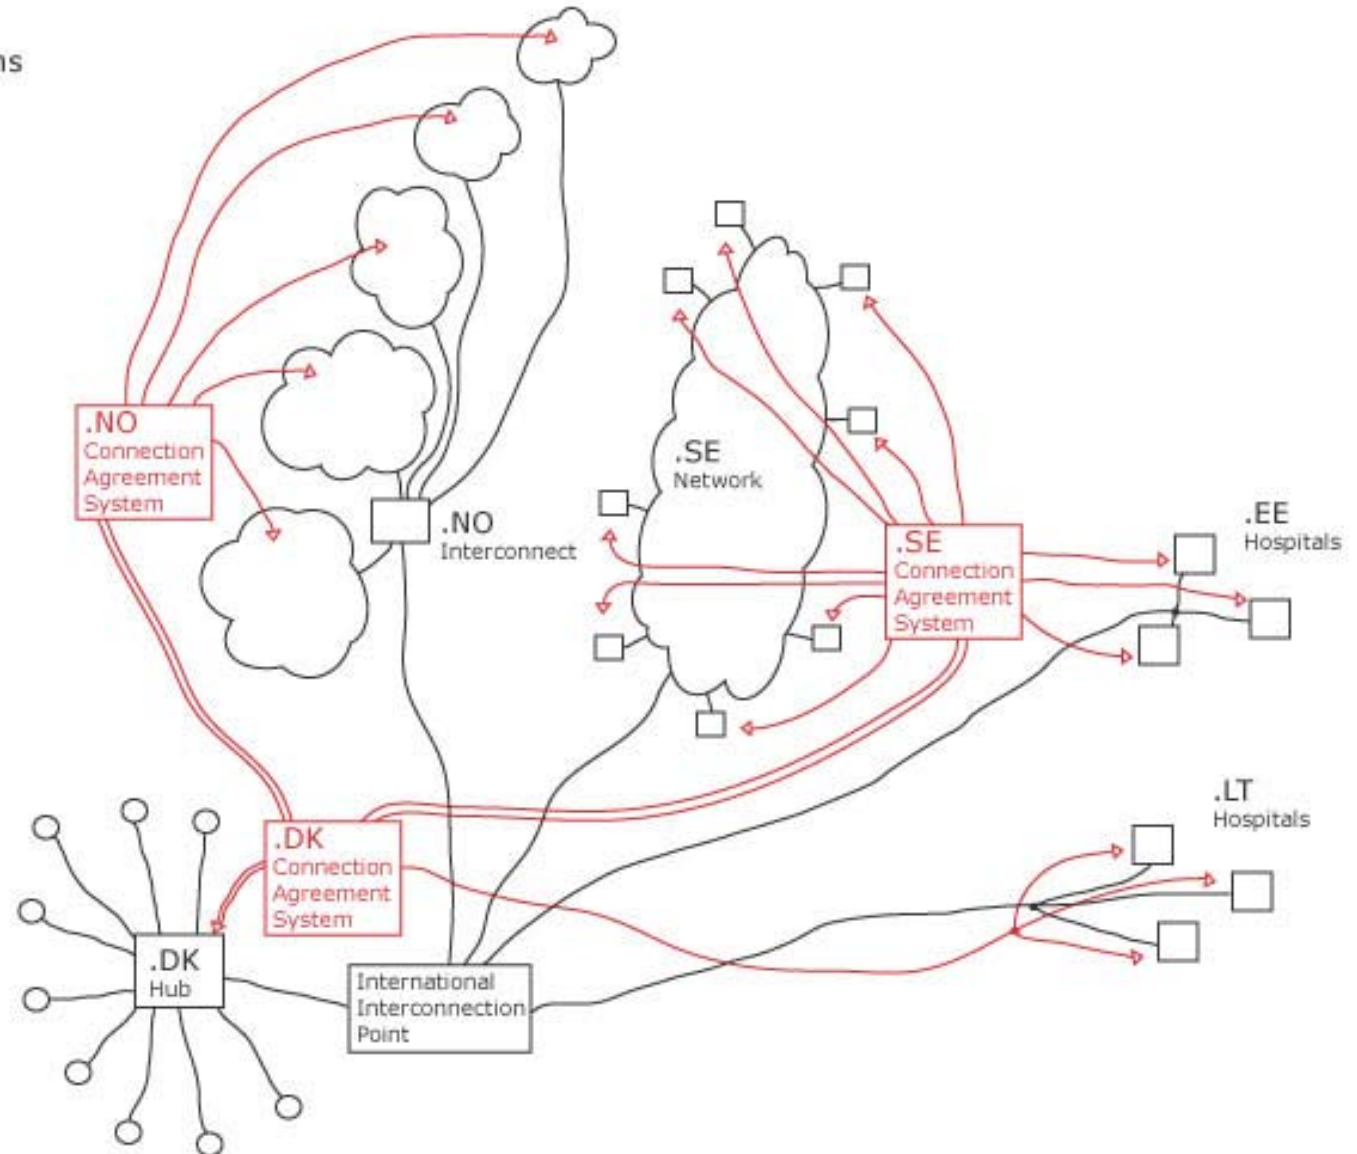 .NO
Connection
Agreement
System
.NO
Interconnect
.SE
Network
.SE
Connection
Agreement
System
.EE
Hospitals
.LT
Hospitals
.DK
Connection
Agreement
System
.DK
Hub
International
Interconnection
Point